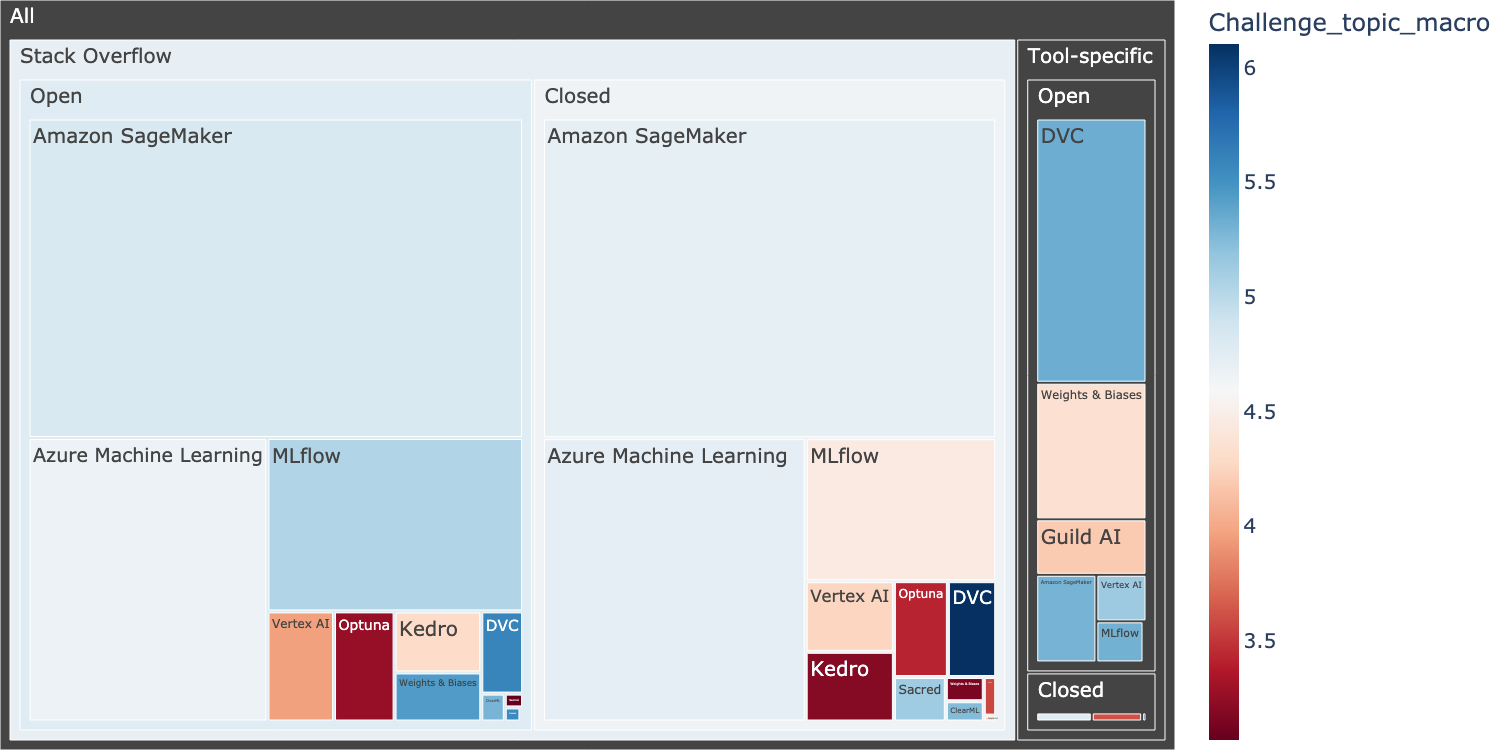 All
Challenge_topic_macro
Stack Overflow
Tool-specific
Open
Closed
Open
Amazon SageMaker
Amazon SageMaker
DVC
Weights & Biases
Azure Machine Learning
MLflow
Azure Machine Learning
MLflow
Guild AI
Amazon SageMaker
Vertex AI
MLflow
Vertex AI
Optuna
Kedro
DVC
Weights & Biases
Vertex AI
Optuna
DVC
Kedro
Sacred
Weights & Biases
ClearML
Closed
6
5.5
5
4.5
4
3.5